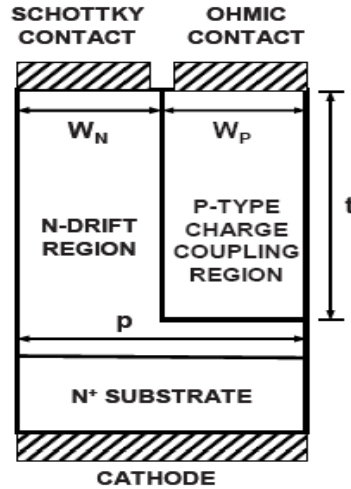 SCHOTTKY CONTACT
OHMIC CONTACT
W_N
W_P
t
N-DRIFT REGION
P-TYPE CHARGE COUPLING REGION
p
N+ SUBSTRATE
CATHODE